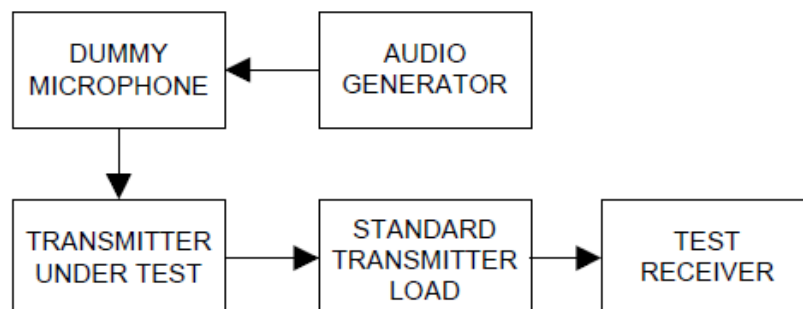 DUMMY
MICROPHONE
AUDIO
GENERATOR
TRANSMITTER
UNDER TEST
STANDARD
TRANSMITTER
LOAD
TEST
RECEIVER